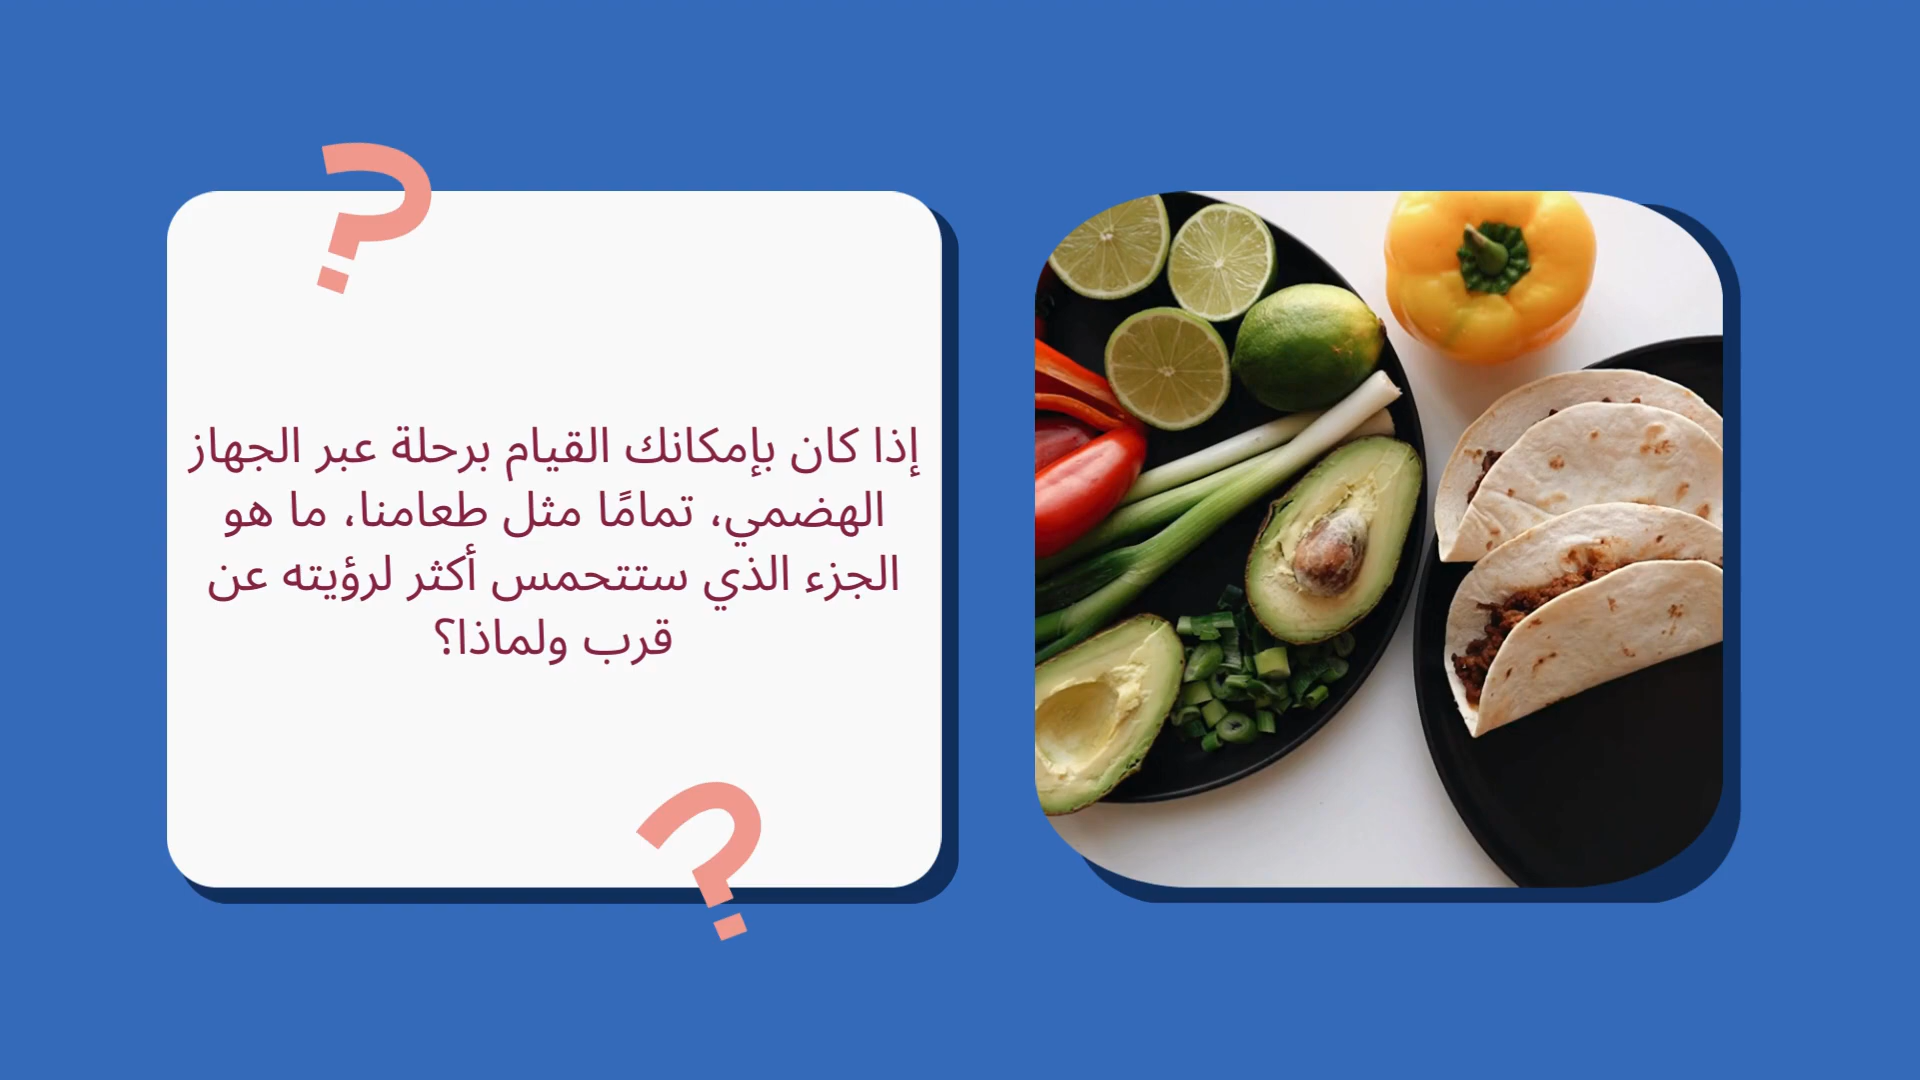 إذا كان بإمكانك القيام برحلة عبر الجهاز
الهضمي، تمامًا مثل طعامنا، ما هو
الجزء الذي ستتحمس أكثر لرؤيته عن
قرب ولماذا؟